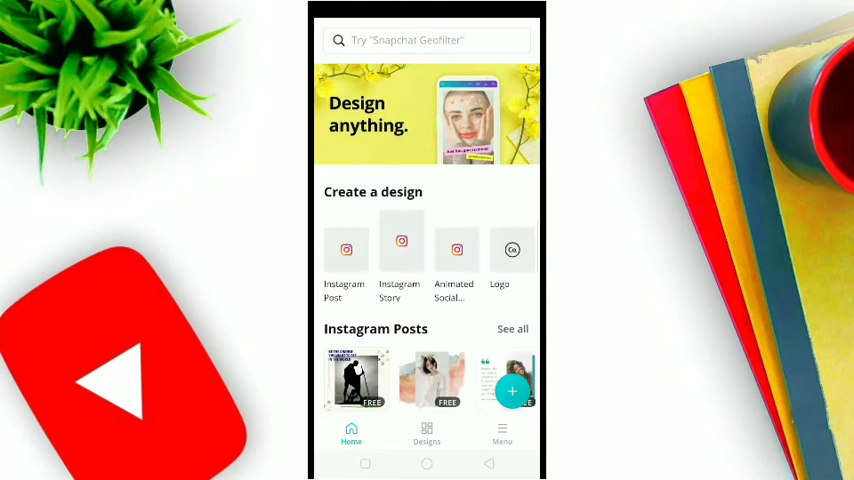 Try "Snapchat Geofilter"
Design
anything.
Create a design
Instagram
Post
Instagram
Story
Animated
Social...
Co.
Logo
Instagram Posts
See all
FREE
FREE
Home
Designs
Menu